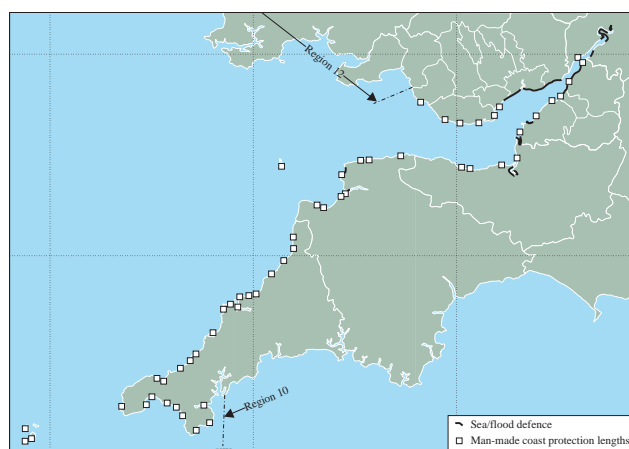 Region 12
Region 10
Sea/flood defence
Man-made coast protection lengths